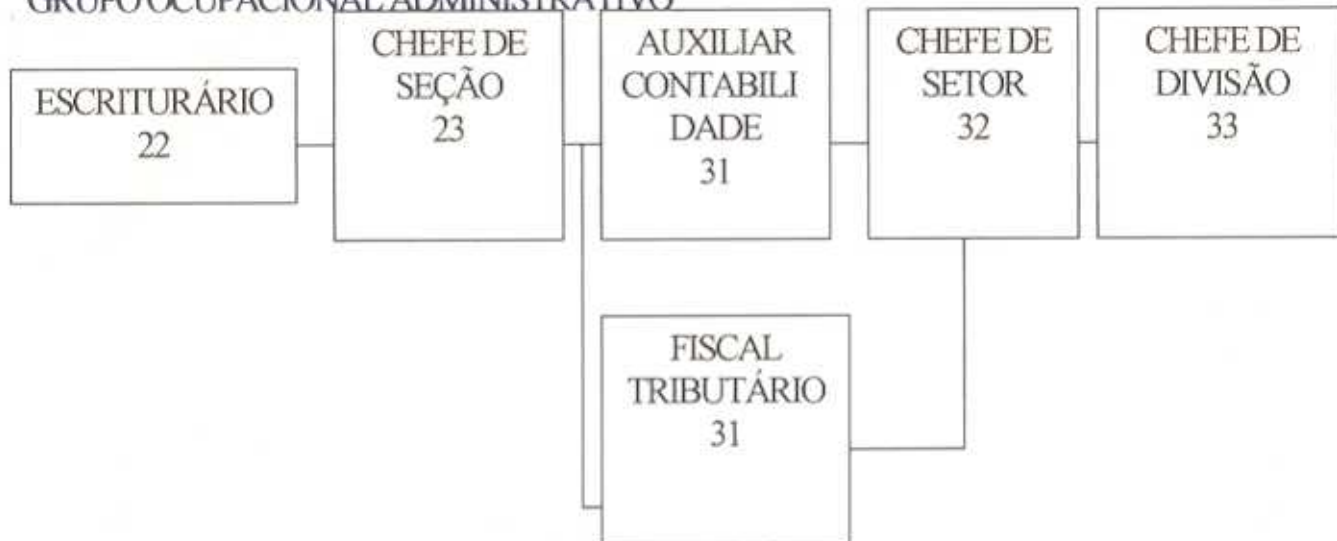 GRUPO OCUPACIONAL ADMINISTRATIVO
ESCRITURÁRIO
22
CHEFE DE
SEÇÃO
23
AUXILIAR
CONTABILI
DADE
31
CHEFE DE
SETOR
32
CHEFE DE
DIVISÃO
33
FISCAL
TRIBUTÁRIO
31